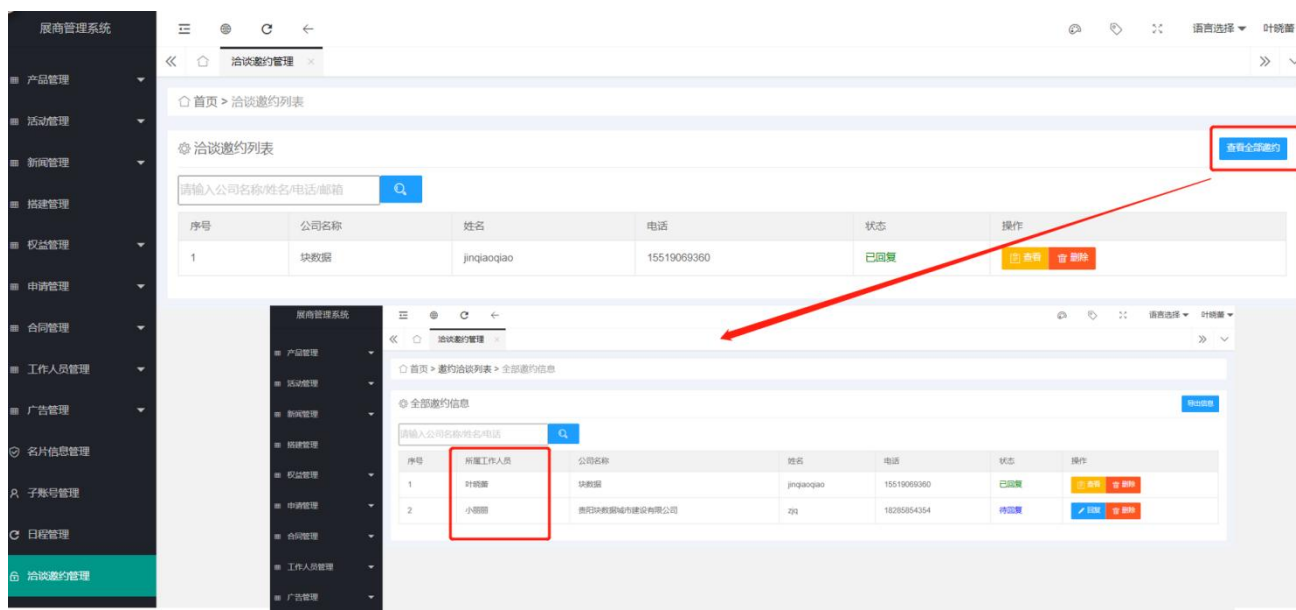 展商管理系统
语言选择 叶晓蕾
洽谈邀约管理
产品管理
首页 > 洽谈邀约列表
活动管理
洽谈邀约列表
查看全部邀约
新闻管理
请输入公司名称/姓名/电话/邮箱
搭建管理
序号 公司名称 姓名 电话 状态 操作
权益管理
1 块数据 jinqiaoqiao 15519069360 已回复 查看 删除
申请管理
合同管理
工作人员管理
广告管理
名片信息管理
子账号管理
日程管理
洽谈邀约管理
展商管理系统
语言选择 叶晓蕾
洽谈邀约管理
产品管理
首页 > 邀约洽谈列表 > 全部邀约信息
活动管理
全部邀约信息
导出信息
新闻管理
请输入公司名称/姓名/电话
搭建管理
序号 所属工作人员 公司名称 姓名 电话 状态 操作
权益管理
1 叶晓蕾 块数据 jinqiaoqiao 15519069360 已回复 查看 删除
申请管理
2 小丽丽 贵阳块数据城市建设有限公司 zjq 18285854354 待回复 回复 删除
合同管理
工作人员管理
广告管理